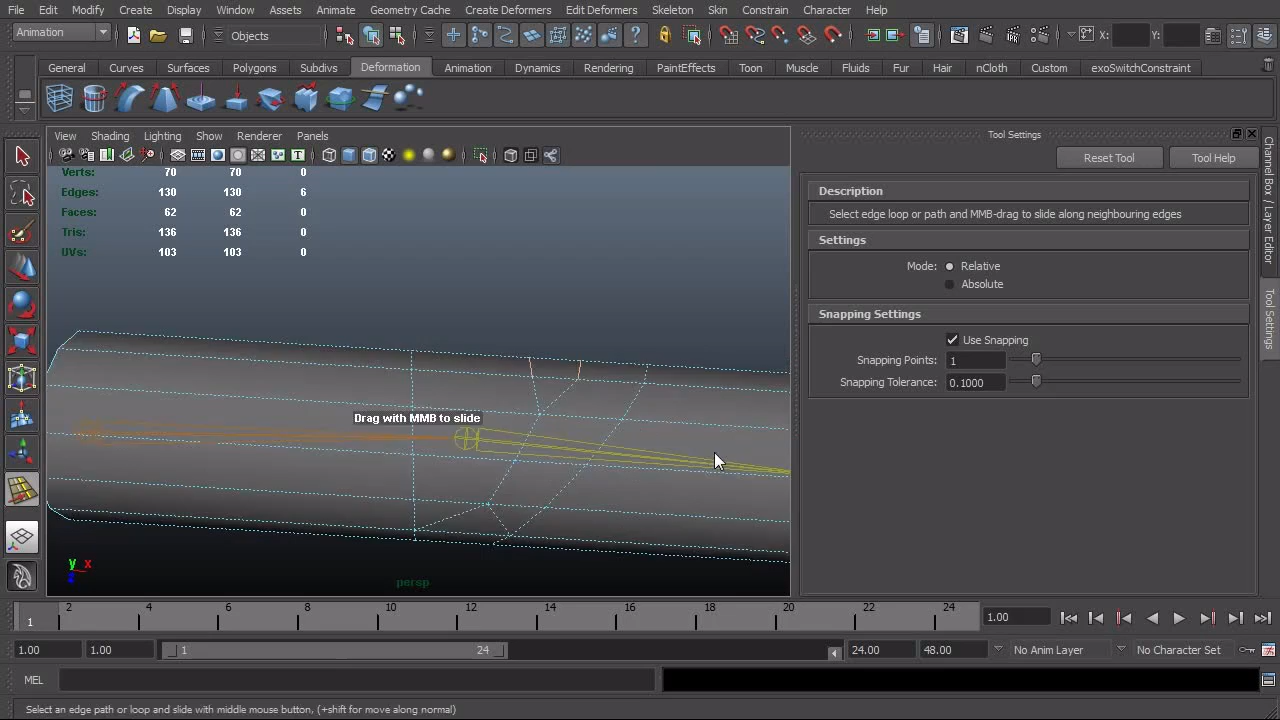 File Edit Modify Create Display Window Assets Animate Geometry Cache Create Deformers Edit Deformers Skeleton Skin Constrain Character Help
Animation Objects X: Y:
General Curves Surfaces Polygons Subdivs Deformation Animation Dynamics Rendering PaintEffects Toon Muscle Fluids Fur Hair nCloth Custom exoSwitchConstraint
View Shading Lighting Show Renderer Panels
Tool Settings
Reset Tool Tool Help
Verts: 70 70 0
Edges: 130 130 6
Faces: 62 62 0
Tris: 136 136 0
UVs: 103 103 0
Description
Select edge loop or path and MMB-drag to slide along neighbouring edges
Settings
Mode: Relative
Absolute
Snapping Settings
Use Snapping
Snapping Points: 1
Snapping Tolerance: 0.1000
Channel Box / Layer Editor
Tool Settings
Drag with MMB to slide
y x
z
persp
2 4 6 8 10 12 14 16 18 20 22 24
1 1.00
1.00 1.00 1 24 24.00 48.00 No Anim Layer No Character Set
MEL
Select an edge path or loop and slide with middle mouse button, (+shift for move along normal)